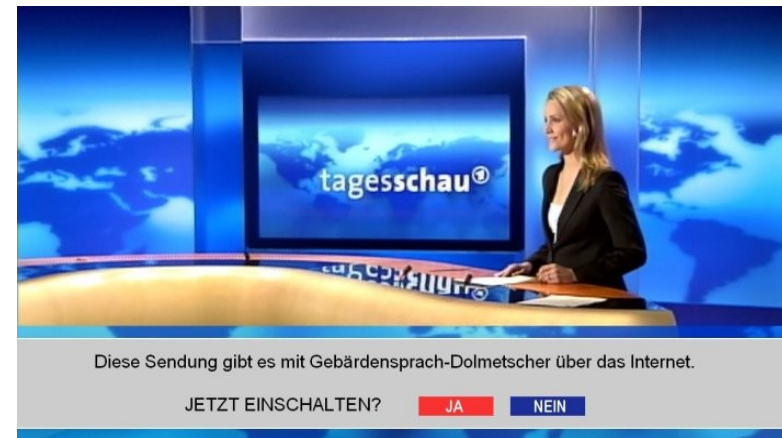 tagesschau
Diese Sendung gibt es mit Gebärdensprach-Dolmetscher über das Internet.
JETZT EINSCHALTEN? JA NEIN